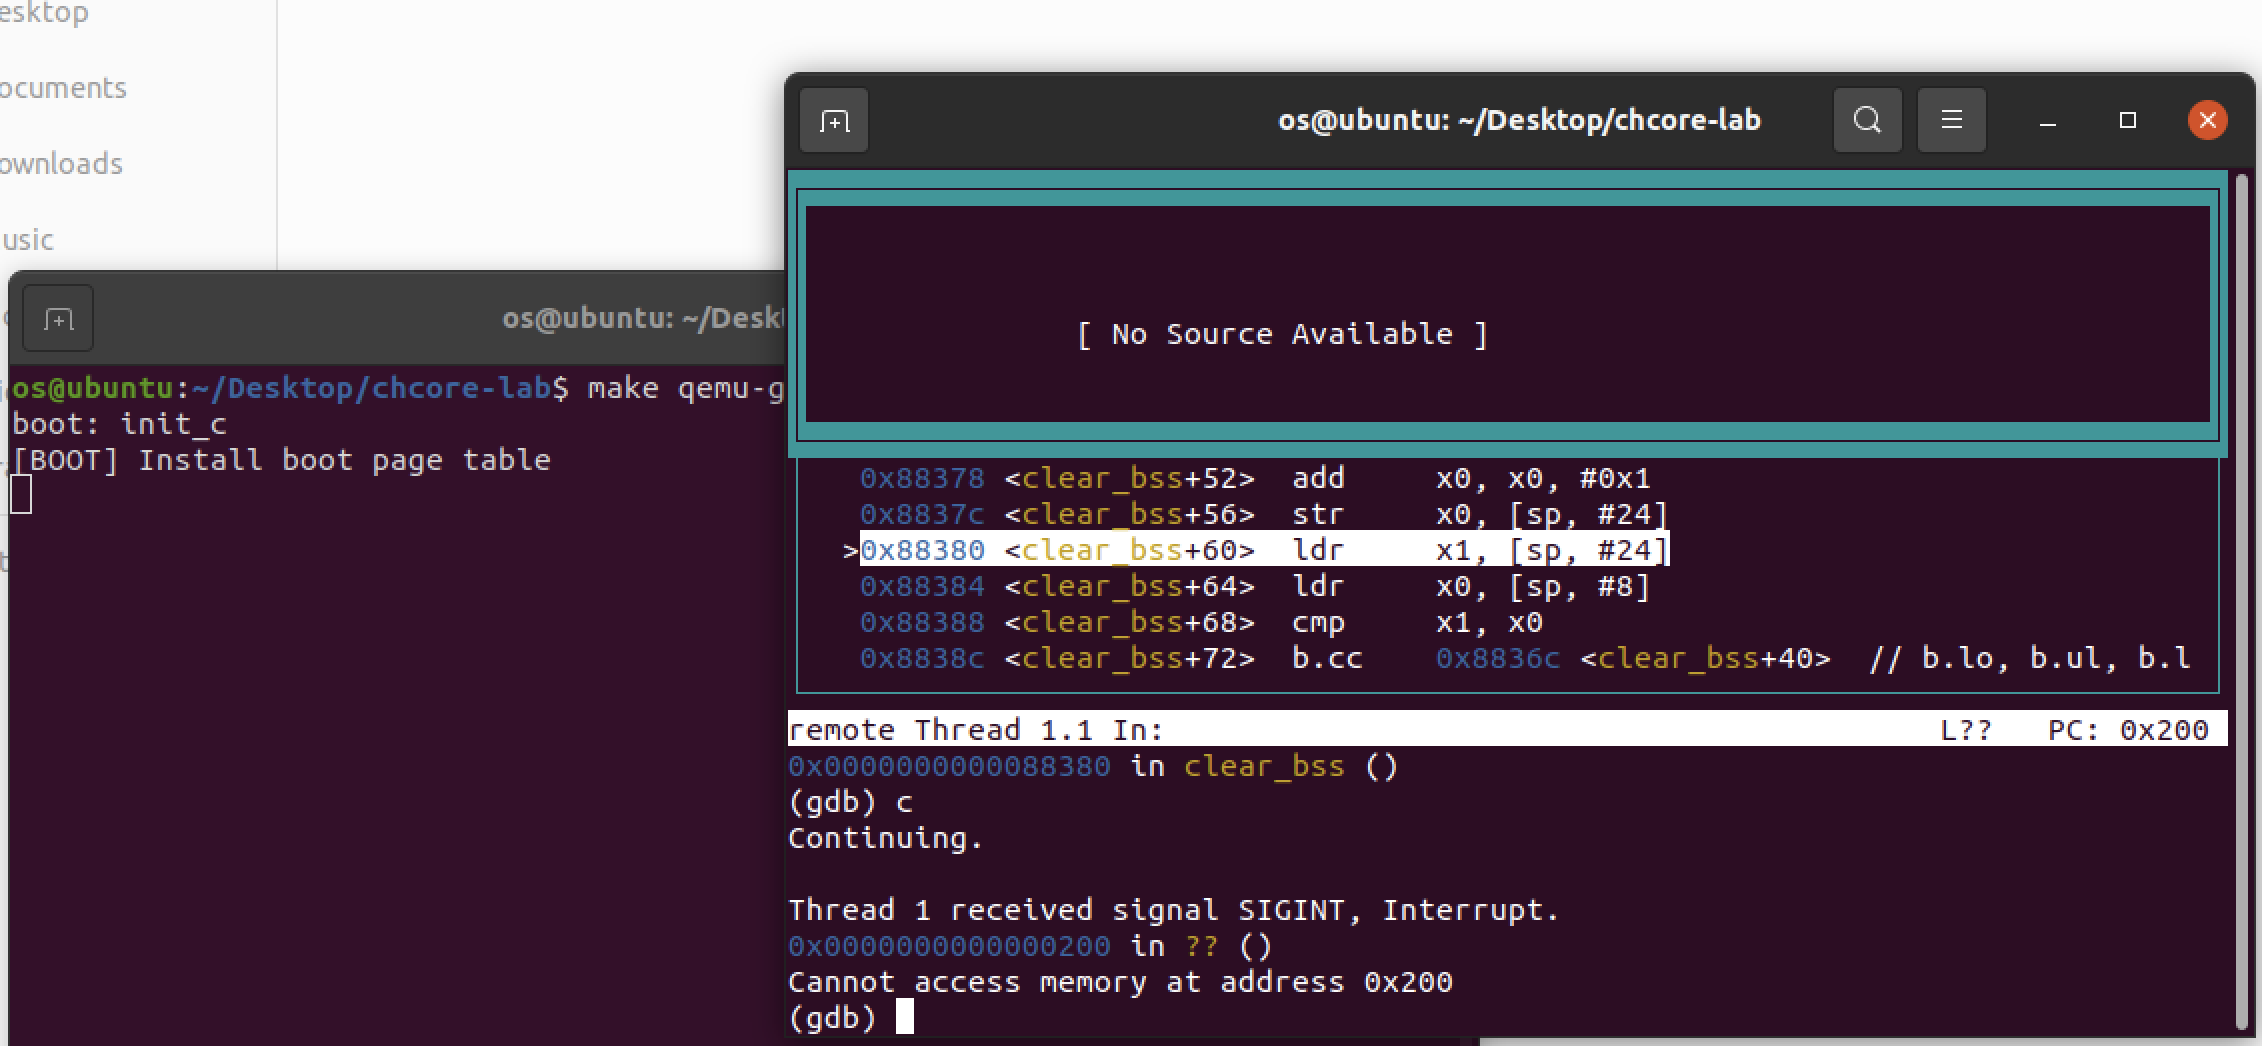 esktop
ocuments
ownloads
usic
os@ubuntu: ~/Deskt
os@ubuntu:~/Desktop/chcore-lab$ make qemu-g
boot: init_c
[BOOT] Install boot page table
os@ubuntu: ~/Desktop/chcore-lab
[ No Source Available ]
0x88378 <clear_bss+52> add x0, x0, #0x1
0x8837c <clear_bss+56> str x0, [sp, #24]
>0x88380 <clear_bss+60> ldr x1, [sp, #24]
0x88384 <clear_bss+64> ldr x0, [sp, #8]
0x88388 <clear_bss+68> cmp x1, x0
0x8838c <clear_bss+72> b.cc 0x8836c <clear_bss+40> // b.lo, b.ul, b.l
remote Thread 1.1 In: L?? PC: 0x200
0x0000000000088380 in clear_bss ()
(gdb) c
Continuing.
Thread 1 received signal SIGINT, Interrupt.
0x0000000000000200 in ?? ()
Cannot access memory at address 0x200
(gdb)